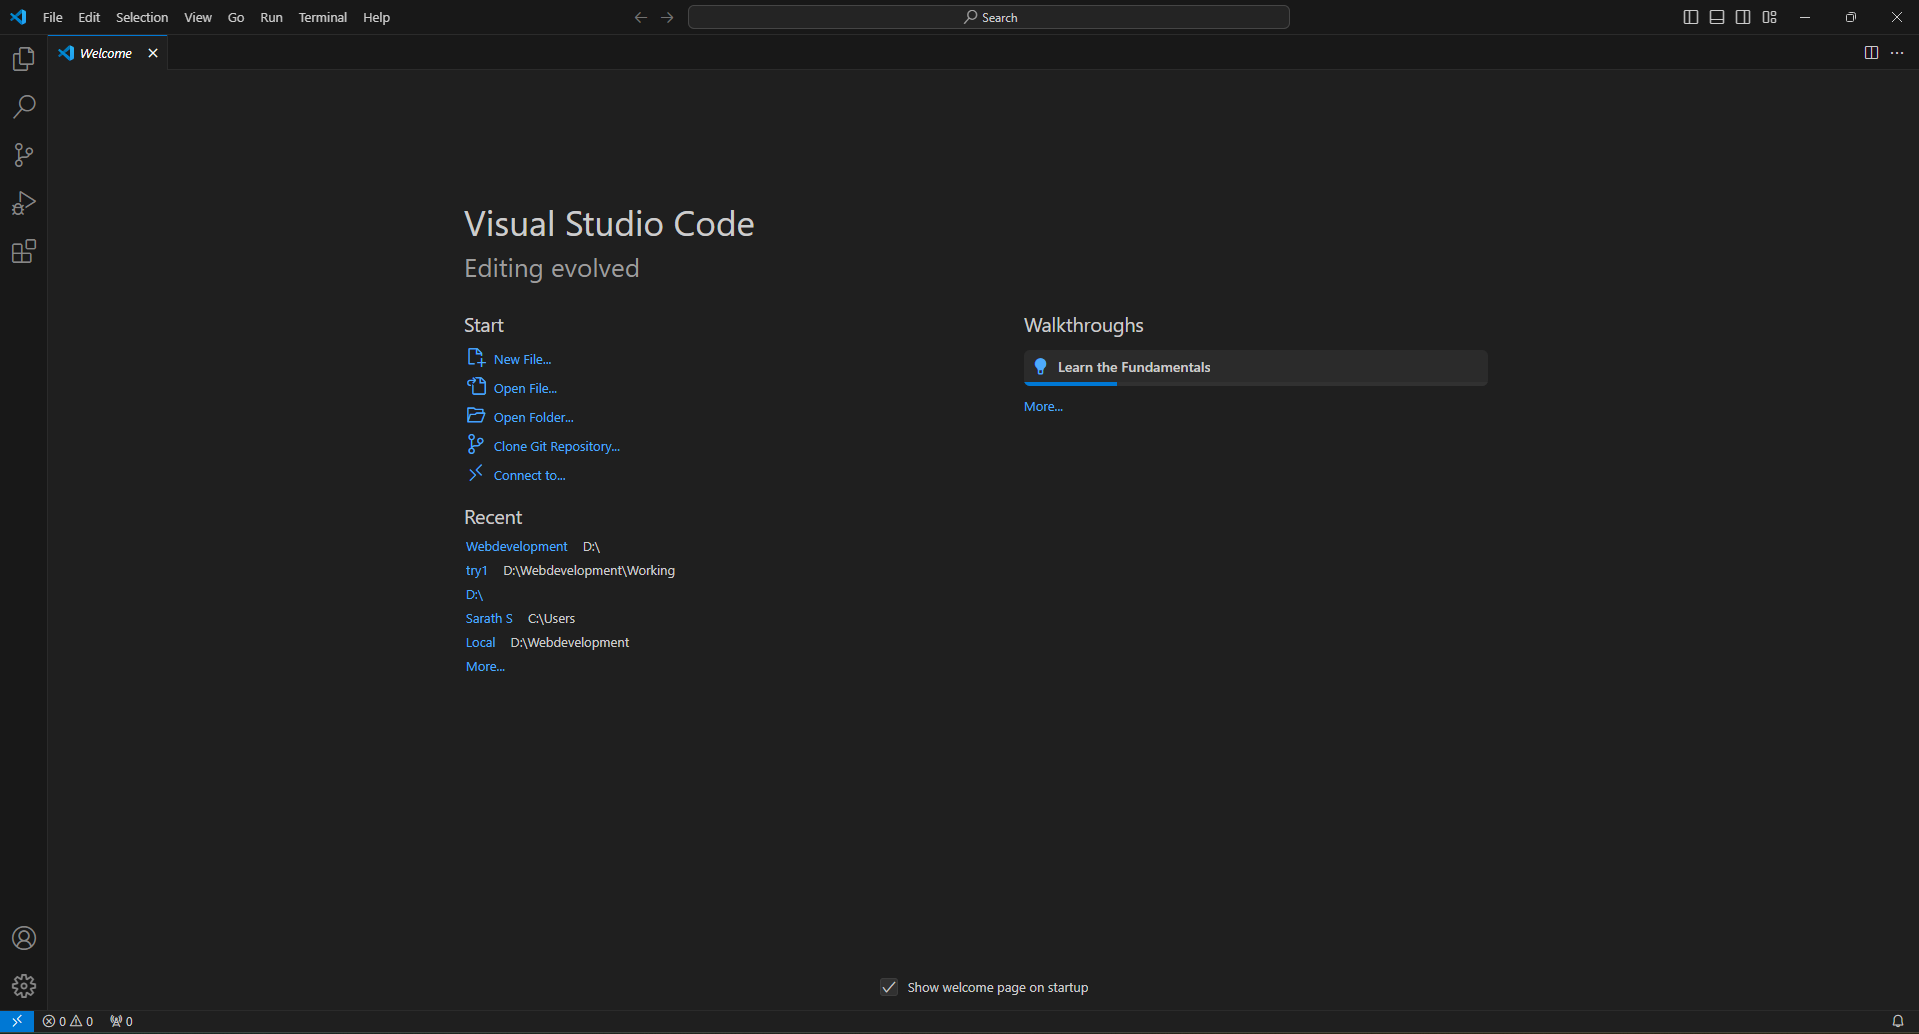 File Edit Selection View Go Run Terminal Help
Search
Welcome
Visual Studio Code
Editing evolved
Start
New File...
Open File...
Open Folder...
Clone Git Repository...
Connect to...
Recent
Webdevelopment D:\
try1 D:\Webdevelopment\Working
D:\
Sarath S C:\Users
Local D:\Webdevelopment
More...
Walkthroughs
Learn the Fundamentals
More...
Show welcome page on startup
0 0 0